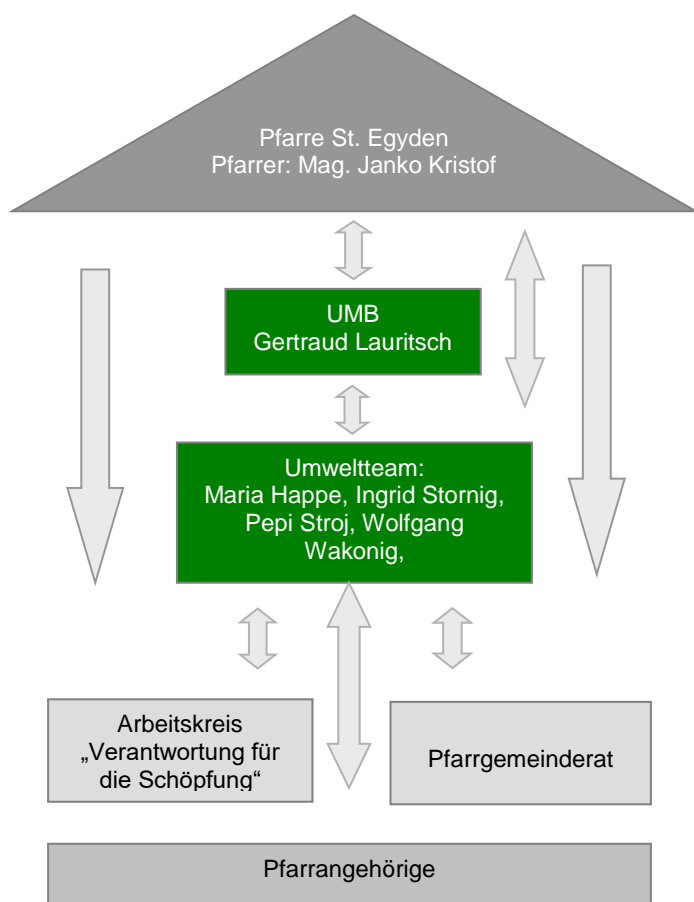 Pfarre St. Egyden
Pfarrer: Mag. Janko Kristof
UMB
Gertraud Lauritsch
Umweltteam:
Maria Happe, Ingrid Stornig,
Pepi Stroj, Wolfgang
Wakonig,
Arbeitskreis
„Verantwortung für
die Schöpfung“
Pfarrgemeinderat
Pfarrangehörige